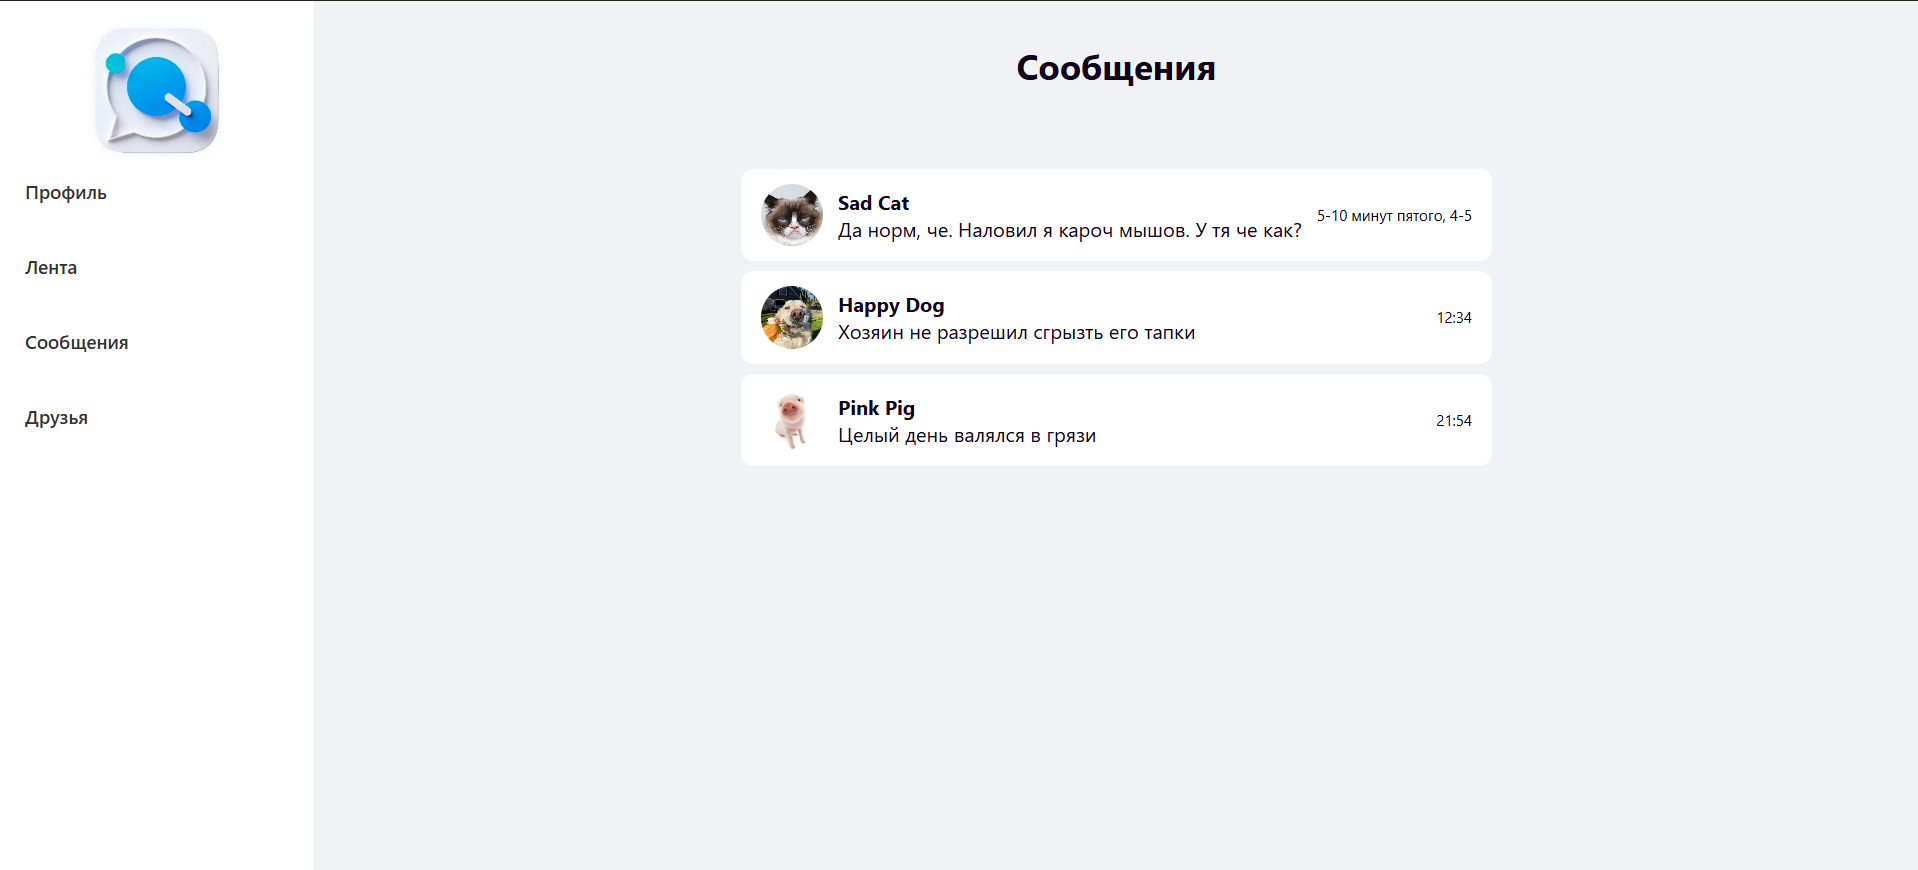 Профиль
Лента
Сообщения
Друзья
Сообщения
Sad Cat
Да норм, че. Наловил я кароч мышов. У тя че как?
5-10 минут пятого, 4-5
Happy Dog
Хозяин не разрешил сгрызть его тапки
12:34
Pink Pig
Целый день валялся в грязи
21:54